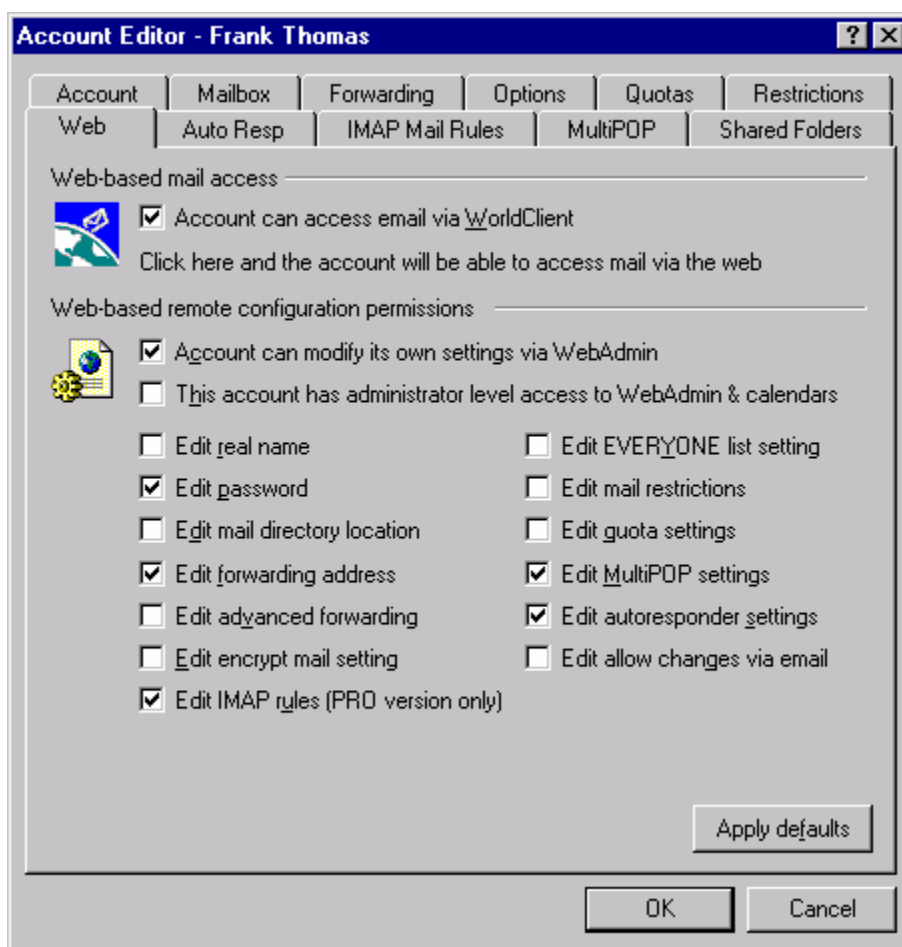 Account Editor - Frank Thomas
Account Mailbox Forwarding Options Quotas Restrictions
Web Auto Resp IMAP Mail Rules MultiPOP Shared Folders
Web-based mail access
Account can access email via WorldClient
Click here and the account will be able to access mail via the web
Web-based remote configuration permissions
Account can modify its own settings via WebAdmin
This account has administrator level access to WebAdmin & calendars
Edit real name Edit EVERYONE list setting
Edit password Edit mail restrictions
Edit mail directory location Edit quota settings
Edit forwarding address Edit MultiPOP settings
Edit advanced forwarding Edit autoresponder settings
Edit encrypt mail setting Edit allow changes via email
Edit IMAP rules (PRO version only)
Apply defaults
OK Cancel